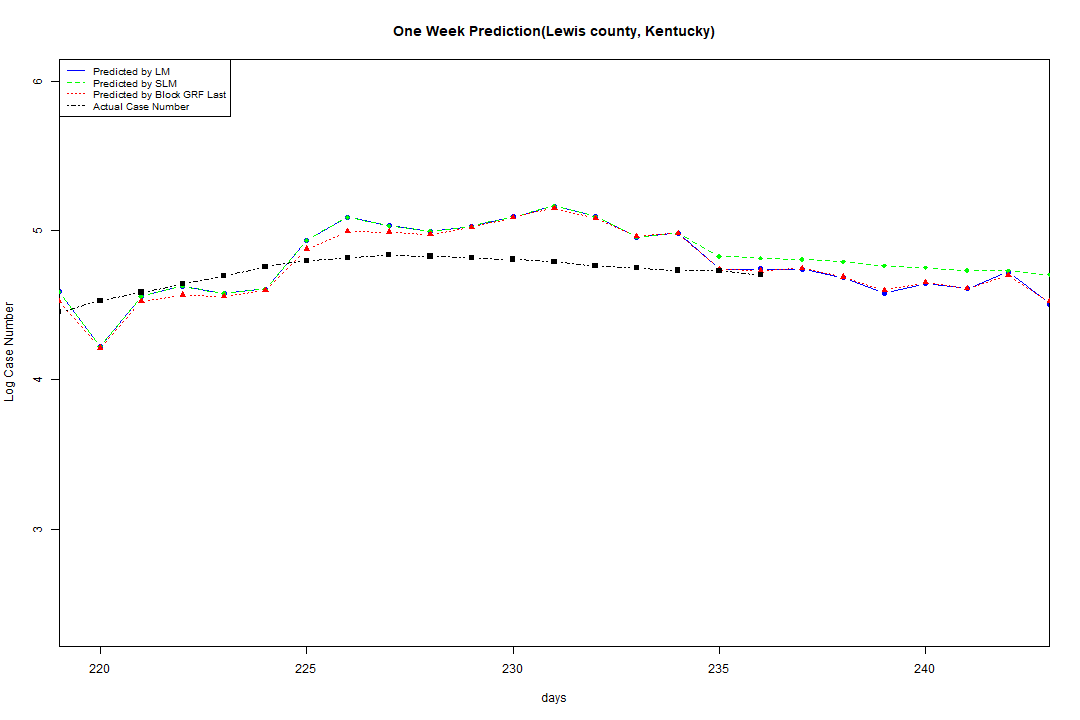 One Week Prediction(Lewis county, Kentucky)
Predicted by LM
Predicted by SLM
Predicted by Block GRF Last
Actual Case Number
6
5
4
3
Log Case Number
220 225 230 235 240
days